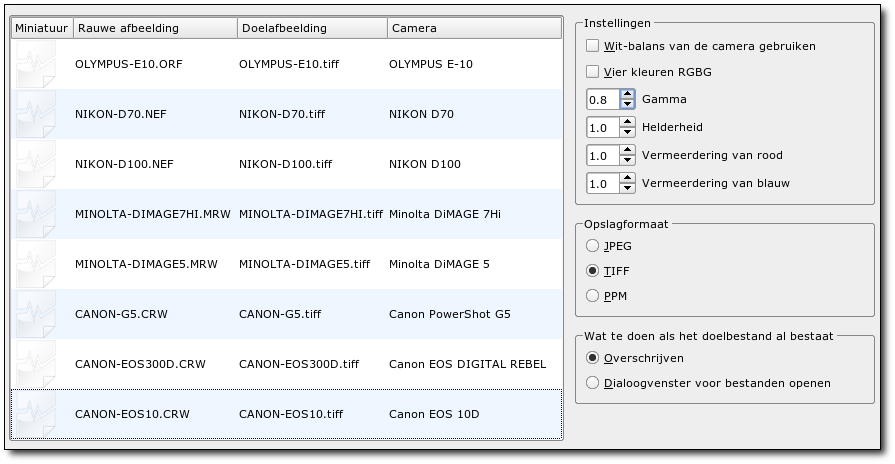 Miniatuur Rauwe afbeelding Doelafbeelding Camera
OLYMPUS-E10.ORF OLYMPUS-E10.tiff OLYMPUS E-10
NIKON-D70.NEF NIKON-D70.tiff NIKON D70
NIKON-D100.NEF NIKON-D100.tiff NIKON D100
MINOLTA-DIMAGE7HI.MRW MINOLTA-DIMAGE7HI.tiff Minolta DiMAGE 7Hi
MINOLTA-DIMAGE5.MRW MINOLTA-DIMAGE5.tiff Minolta DiMAGE 5
CANON-G5.CRW CANON-G5.tiff Canon PowerShot G5
CANON-EOS300D.CRW CANON-EOS300D.tiff Canon EOS DIGITAL REBEL
CANON-EOS10.CRW CANON-EOS10.tiff Canon EOS 10D
Instellingen
Wit-balans van de camera gebruiken
Vier kleuren RGBG
0.8 Gamma
1.0 Helderheid
1.0 Vermeerdering van rood
1.0 Vermeerdering van blauw
Opslagformaat
JPEG
TIFF
PPM
Wat te doen als het doelbestand al bestaat
Overschrijven
Dialoogvenster voor bestanden openen